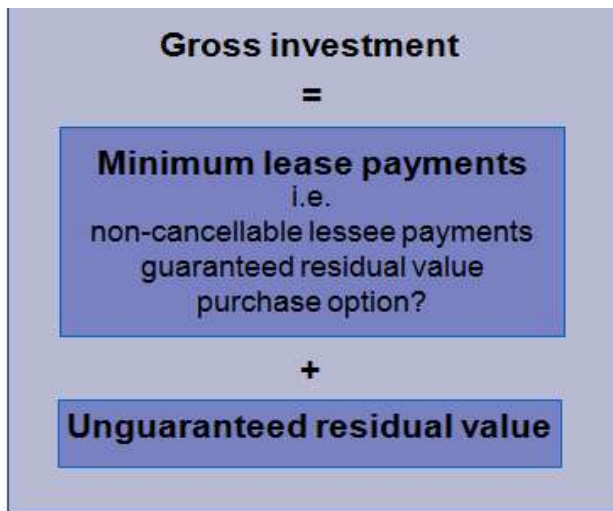 Gross investment
=
Minimum lease payments
i.e.
non-cancellable lessee payments
guaranteed residual value
purchase option?
+
Unguaranteed residual value